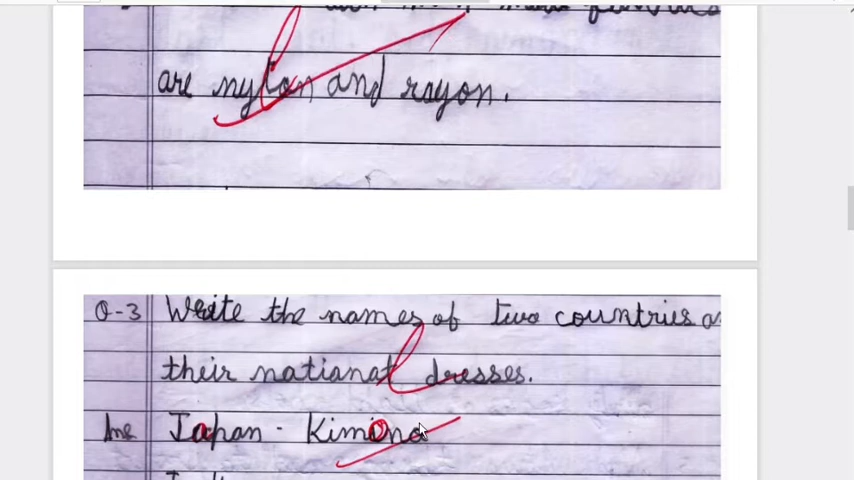 are nylon and rayon.
Q-3 Write the names of two countries a
their national dresses.
Ans Japan - Kimono